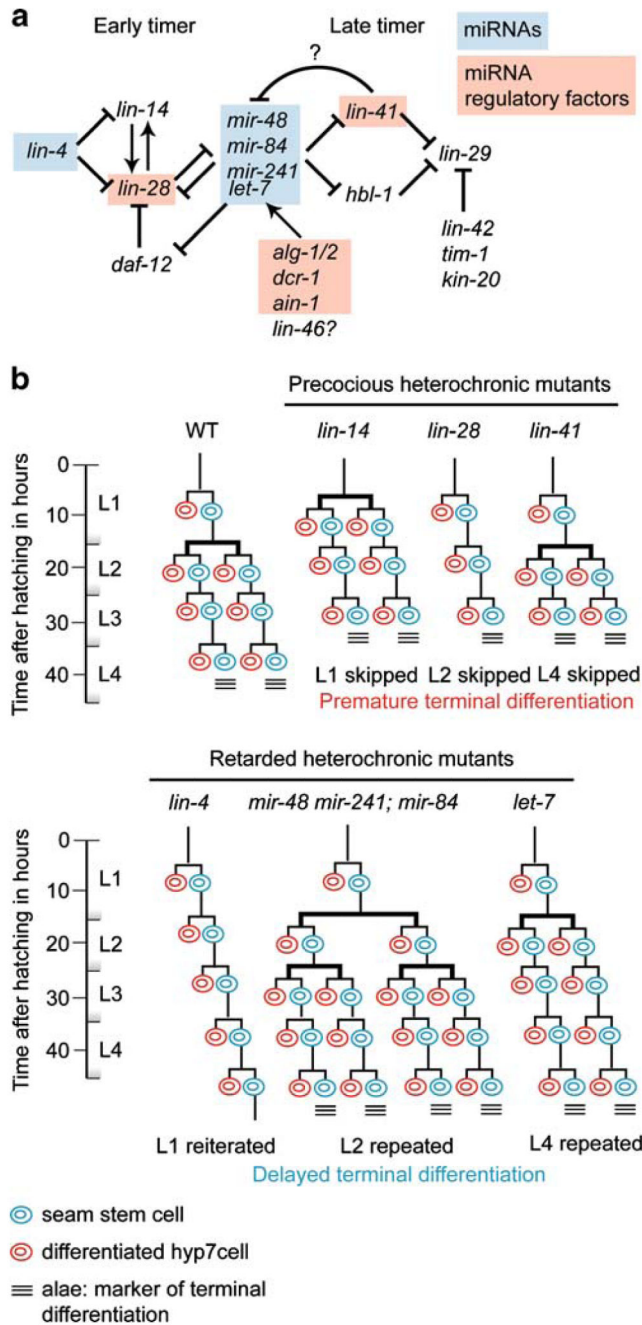 a
Early timer
Late timer
miRNAs
miRNA
regulatory factors
?
lin-14
lin-4
lin-28
daf-12
mir-48
mir-84
mir-241
let-7
lin-41
hbl-1
lin-29
lin-42
tim-1
kin-20
alg-1/2
dcr-1
ain-1
lin-46?
b
Precocious heterochronic mutants
WT
lin-14
lin-28
lin-41
Time after hatching in hours
0
10
20
30
40
L1
L2
L3
L4
L1 skipped
L2 skipped
L4 skipped
Premature terminal differentiation
Retarded heterochronic mutants
lin-4
mir-48 mir-241; mir-84
let-7
Time after hatching in hours
0
10
20
30
40
L1
L2
L3
L4
L1 reiterated
L2 repeated
L4 repeated
Delayed terminal differentiation
seam stem cell
differentiated hyp7cell
alae: marker of terminal
differentiation